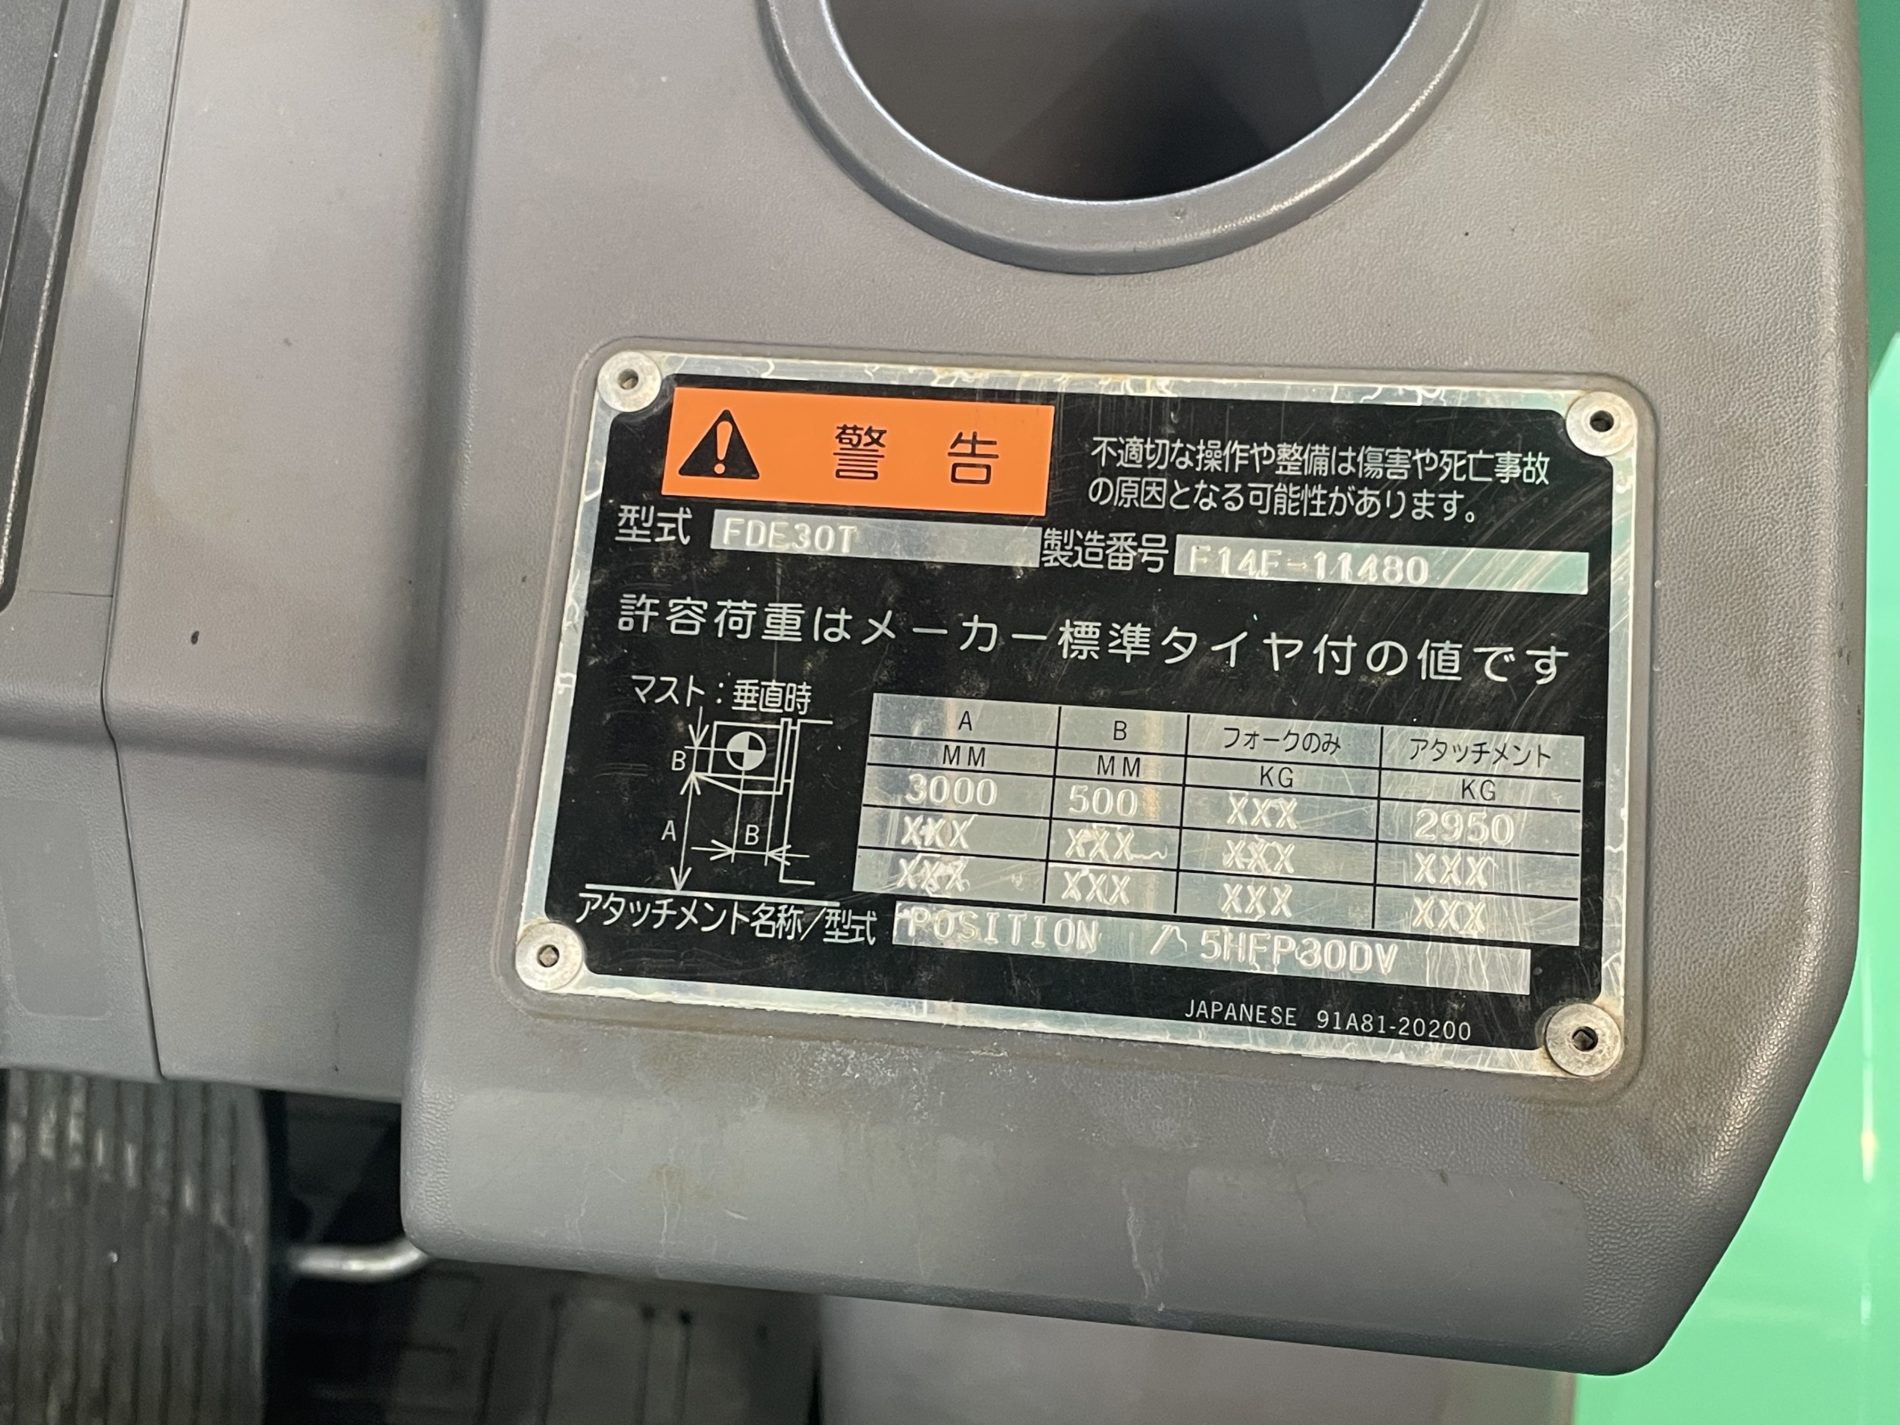 警告
不適切な操作や整備は傷害や死亡事故
の原因となる可能性があります。
型式 FDE30T 製造番号 F14E-11480
許容荷重はメーカー標準タイヤ付の値です
マスト:垂直時
B
A
B
A B フォークのみ アタッチメント
MM MM KG KG
3000 500 XXX 2950
XXX XXX XXX XXX
XXX XXX XXX XXX
アタッチメント名称/型式 FPOSITION / 5HFP30DV
JAPANESE 91A81-20200